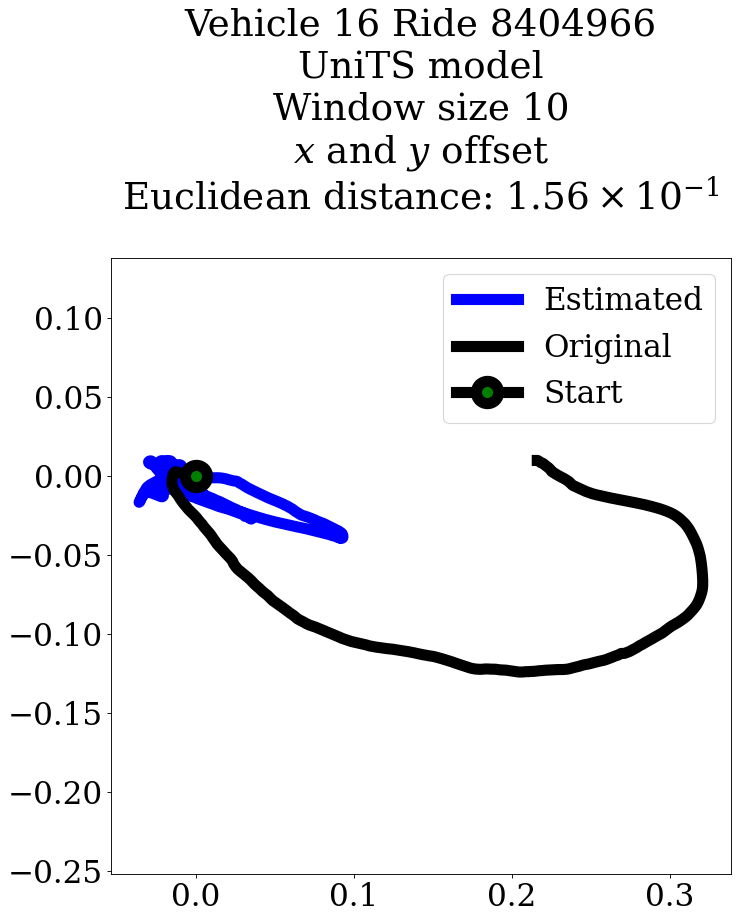 Vehicle 16 Ride 8404966
UniTS model
Window size 10
x and y offset
Euclidean distance: 1.56 × 10⁻¹
Estimated
Original
Start
0.10
0.05
0.00
−0.05
−0.10
−0.15
−0.20
−0.25
0.0 0.1 0.2 0.3